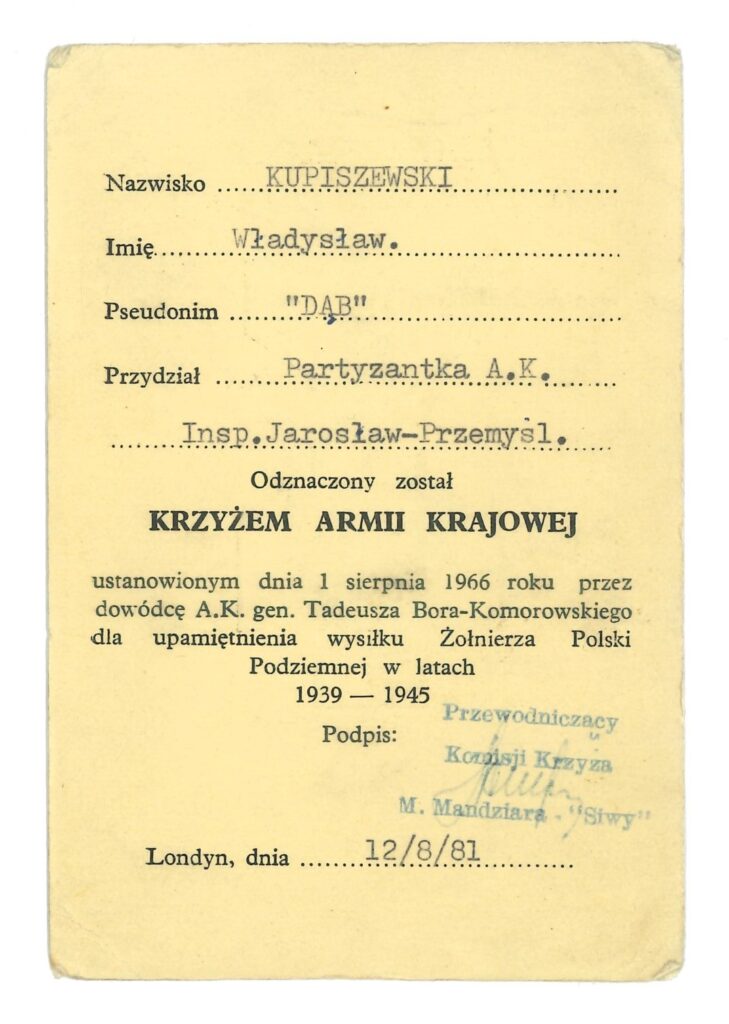 Nazwisko ......KUPISZEWSKI......................
Imię...........Władysław...............................
Pseudonim ......"DĄB"...................................
Przydział .........Partyzantka A.K..........
........Insp.Jarosław-Przemyśl......
Odznaczony został
KRZYŻEM ARMII KRAJOWEJ
ustanowionym dnia 1 sierpnia 1966 roku przez
dowódcę A.K. gen. Tadeusza Bora-Komorowskiego
dla upamiętnienia wysiłku Żołnierza Polski
Podziemnej w latach
1939 — 1945
Przewodniczący
Podpis:
Komisji Krzyza
M. Mandziara - "Siwy"
Londyn, dnia .........12/8/81............